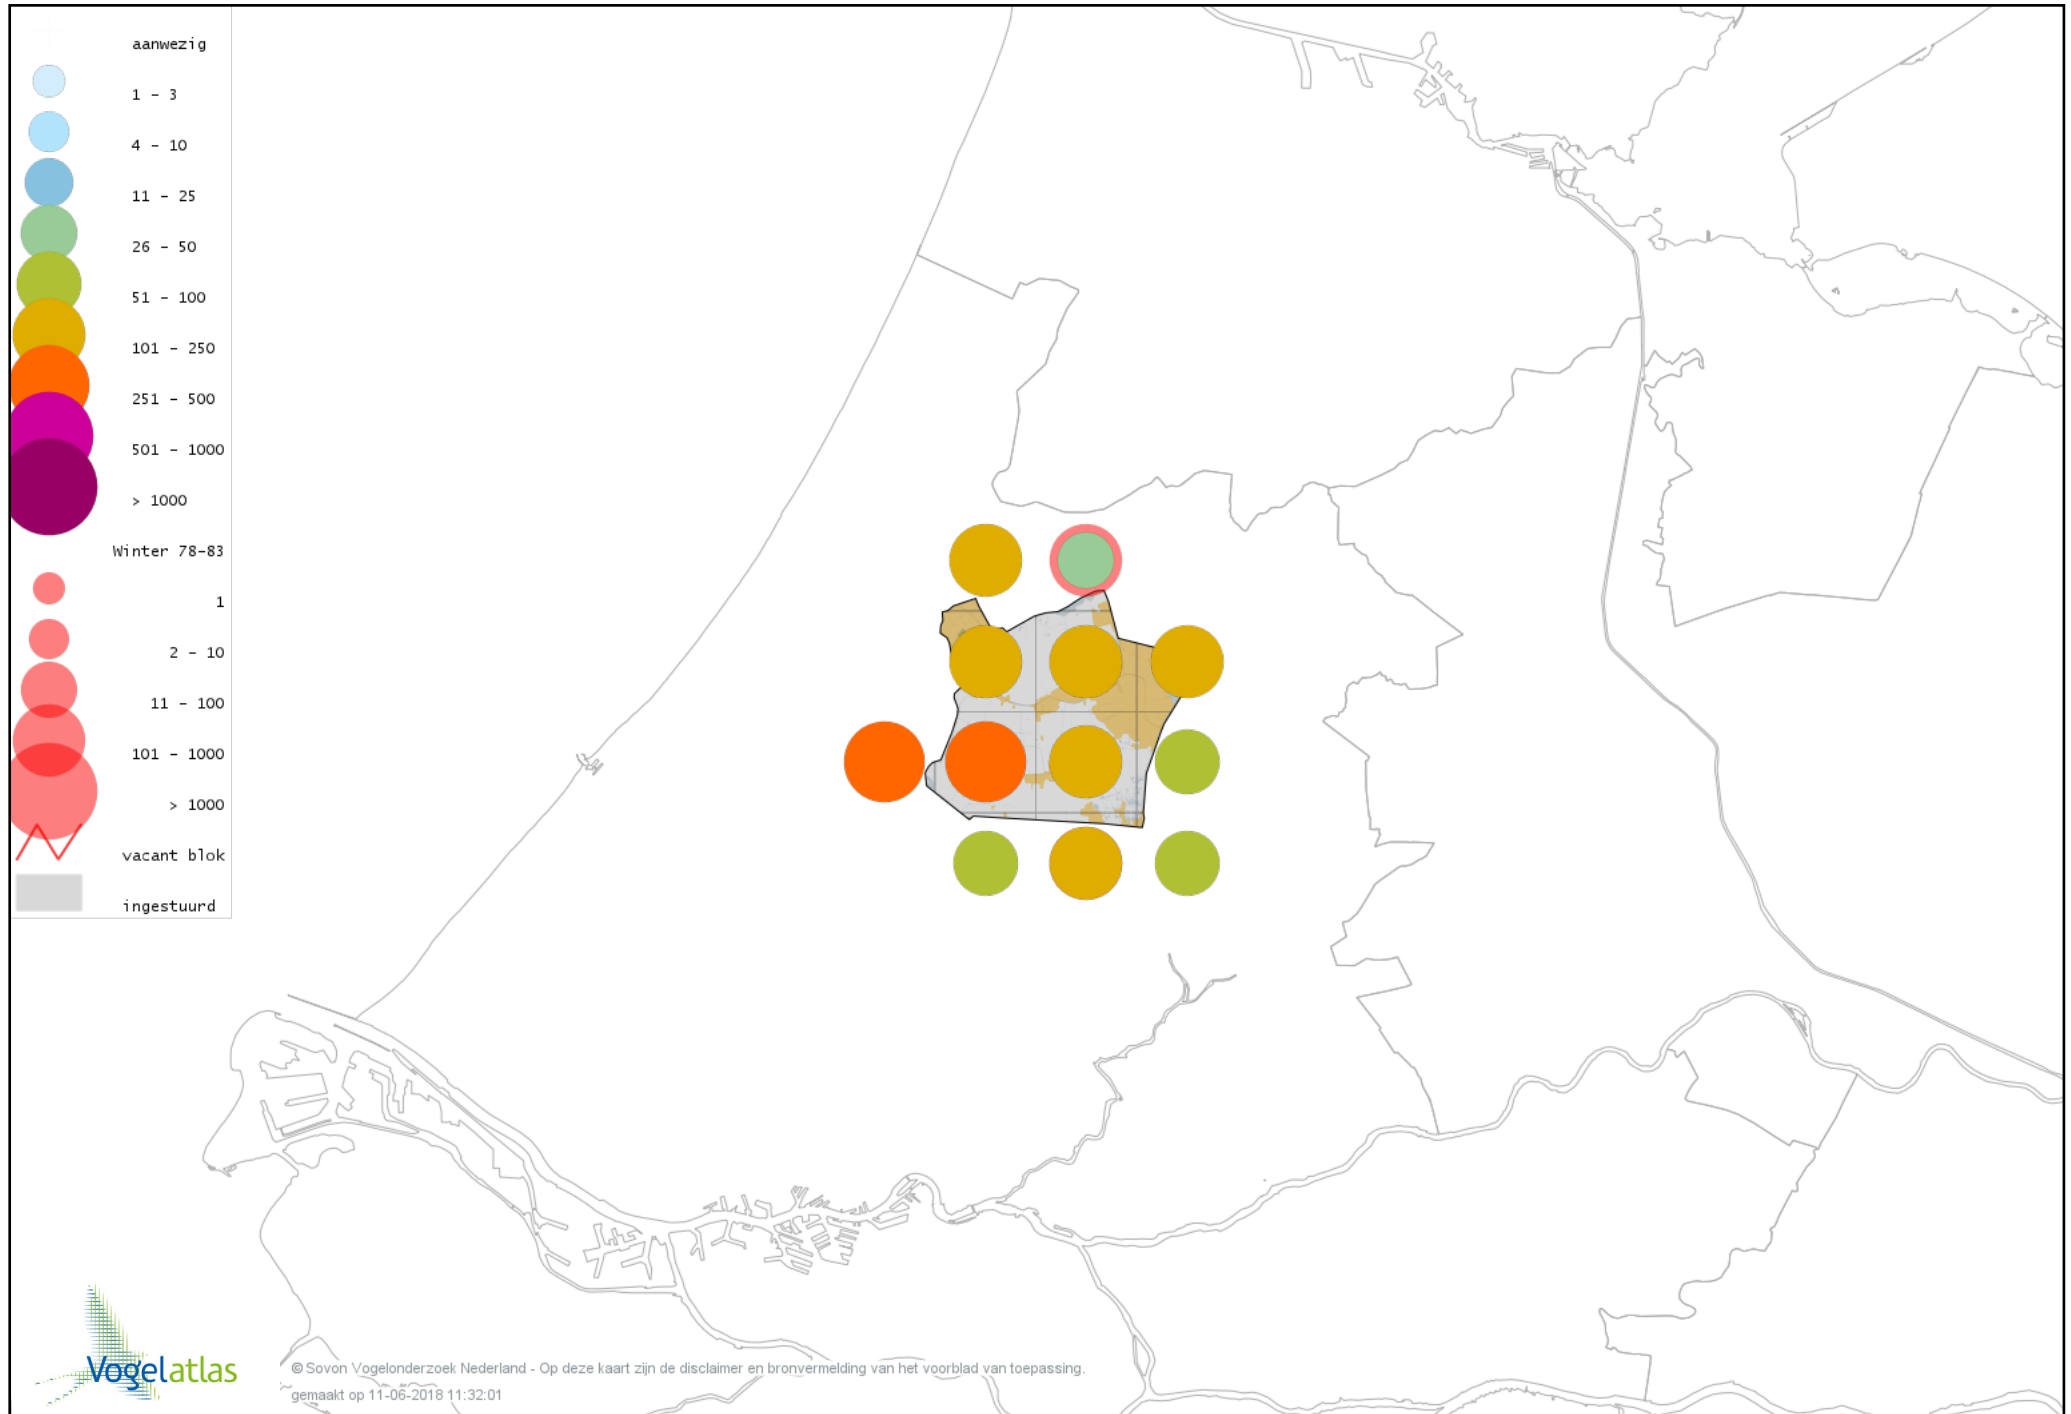 aanwezig
1 - 3
4 - 10
11 - 25
26 - 50
51 - 100
101 - 250
251 - 500
501 - 1000
> 1000
Winter 78-83
1
2 - 10
11 - 100
101 - 1000
> 1000
vacant blok
ingestuurd
Vogelatlas
© Sovon Vogelonderzoek Nederland - Op deze kaart zijn de disclaimer en bronvermelding van het voorblad van toepassing.
gemaakt op 11-06-2018 11:32:01